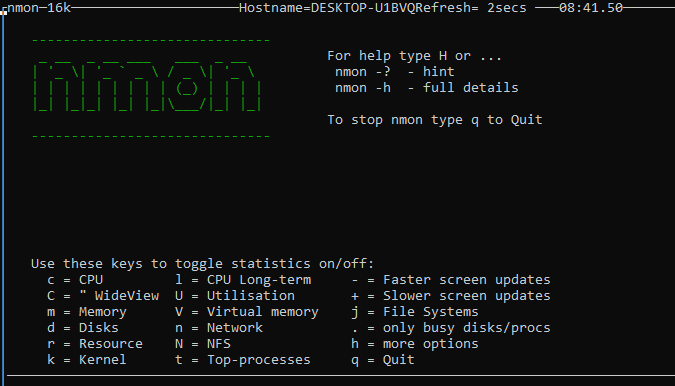 nmon─16k─Hostname=DESKTOP-U1BVQRefresh= 2secs ───08:41.50─
nmon
For help type H or ...
nmon -? - hint
nmon -h - full details
To stop nmon type q to Quit
Use these keys to toggle statistics on/off:
c = CPU l = CPU Long-term - = Faster screen updates
C = " WideView U = Utilisation + = Slower screen updates
m = Memory V = Virtual memory j = File Systems
d = Disks n = Network . = only busy disks/procs
r = Resource N = NFS h = more options
k = Kernel t = Top-processes q = Quit